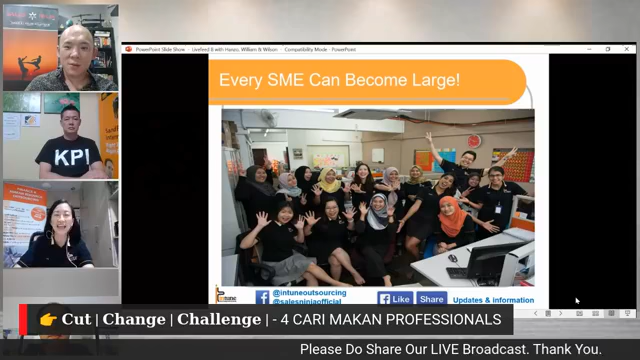 PowerPoint Slide Show - Livefeed 8 with Hanzo, William & Wilson - Compatibility Mode - PowerPoint
Every SME Can Become Large!
KPI
@intuneoutsourcing
@salesninjaofficial
Like
Share
Updates & information
👉 Cut | Change | Challenge | - 4 CARI MAKAN PROFESSIONALS
Please Do Share Our LIVE Broadcast. Thank You.